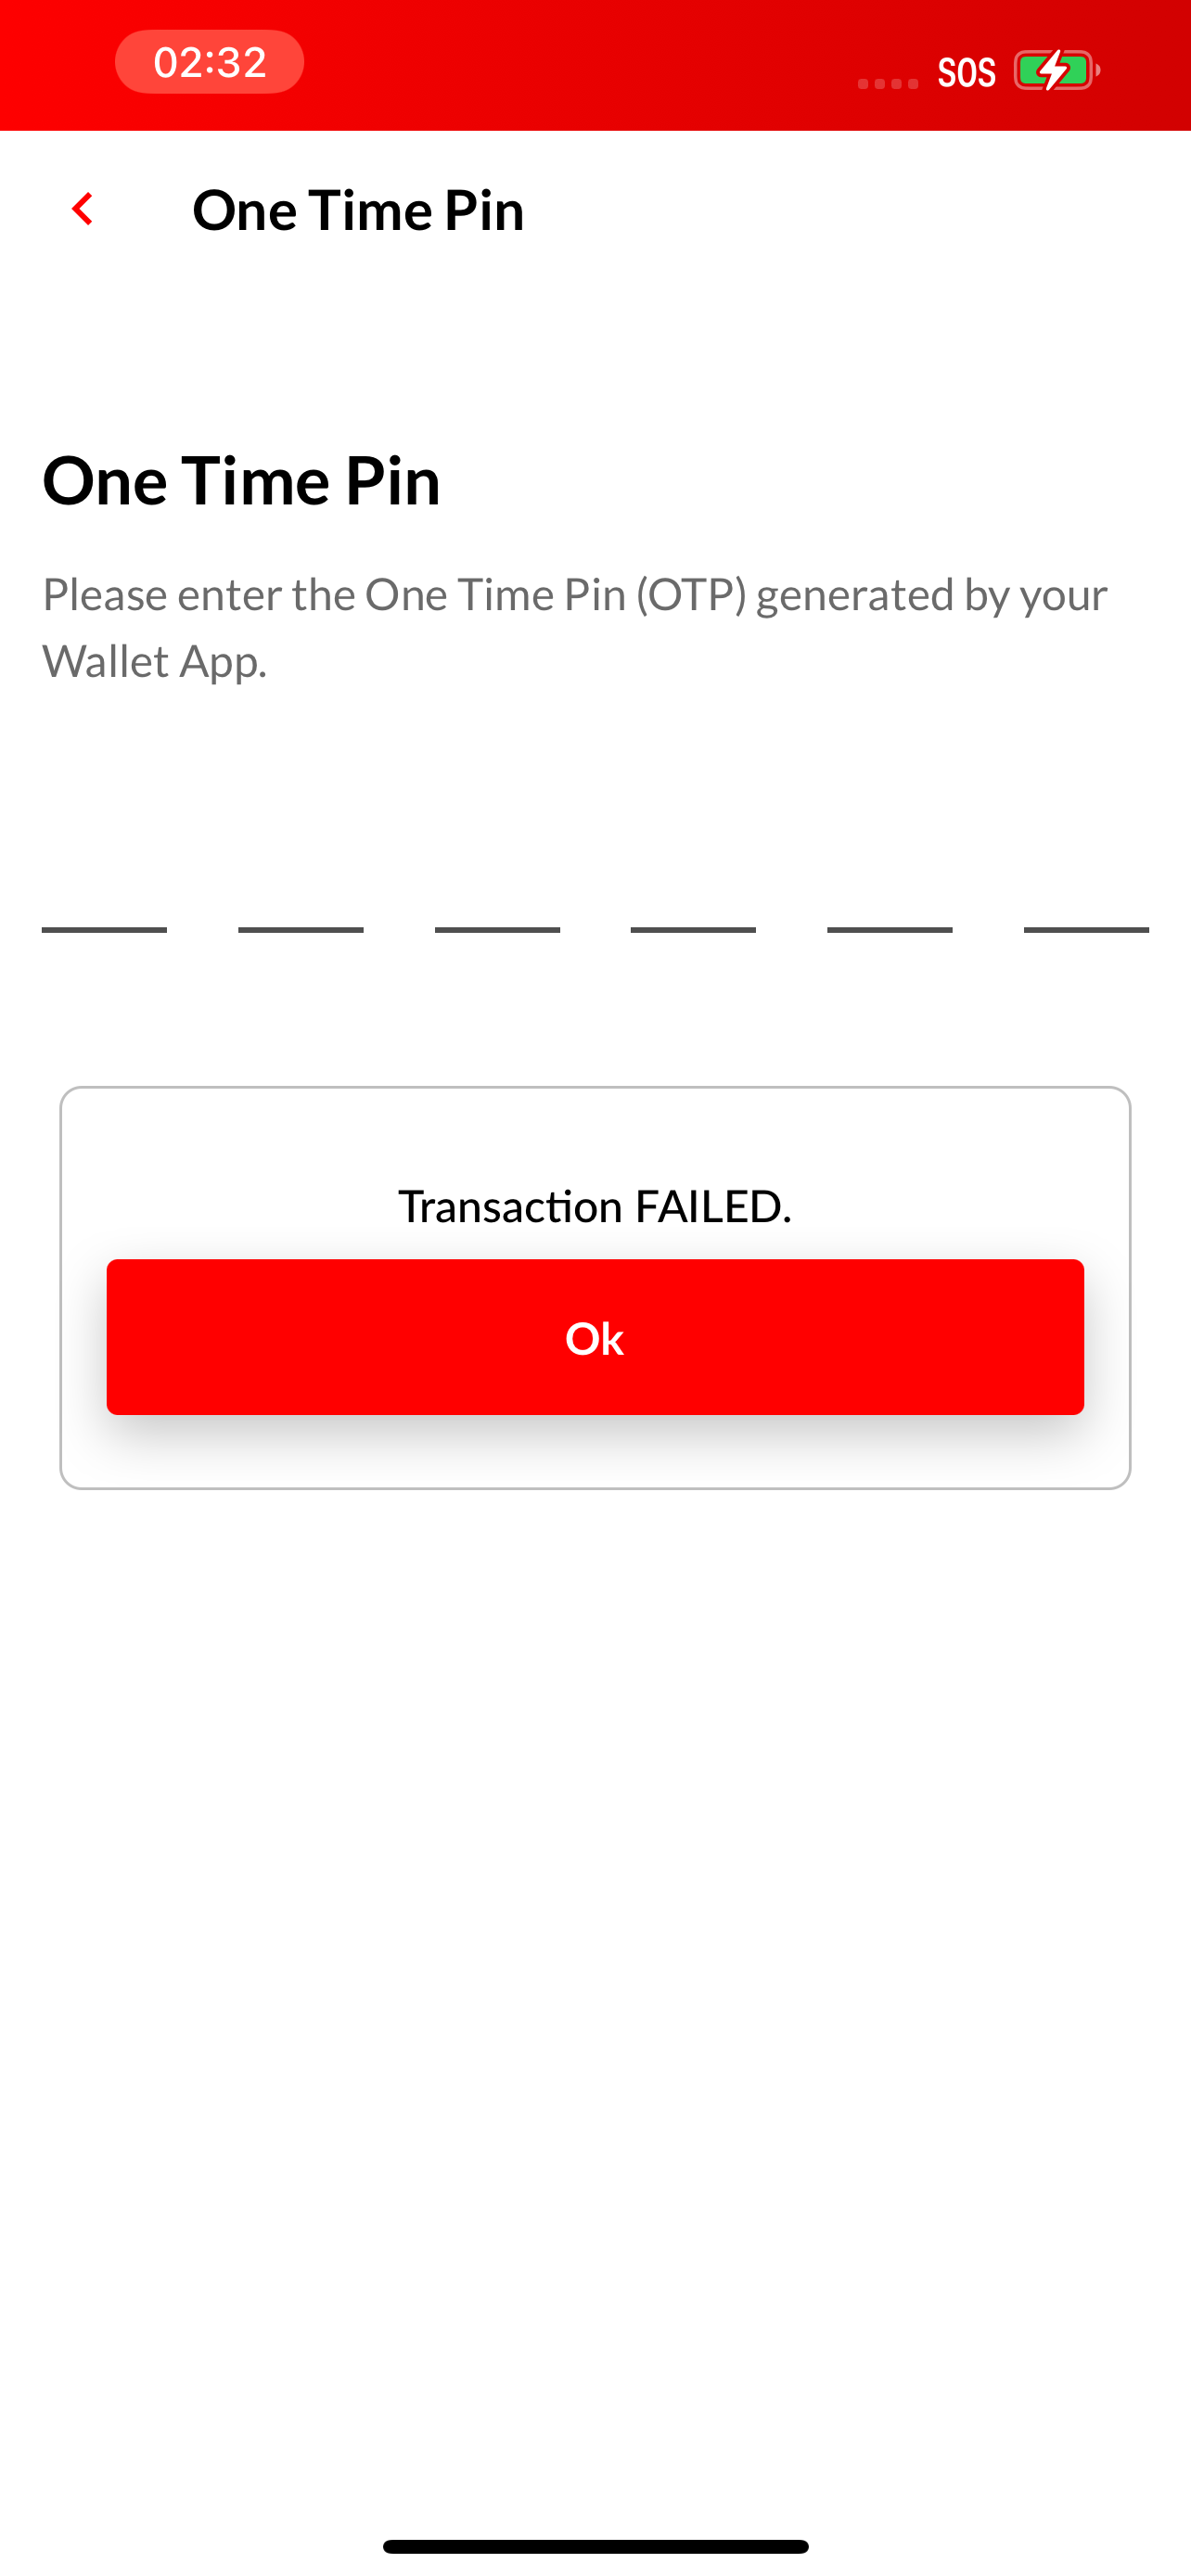 02:32
SOS
One Time Pin
One Time Pin
Please enter the One Time Pin (OTP) generated by your
Wallet App.
Transaction FAILED.
Ok